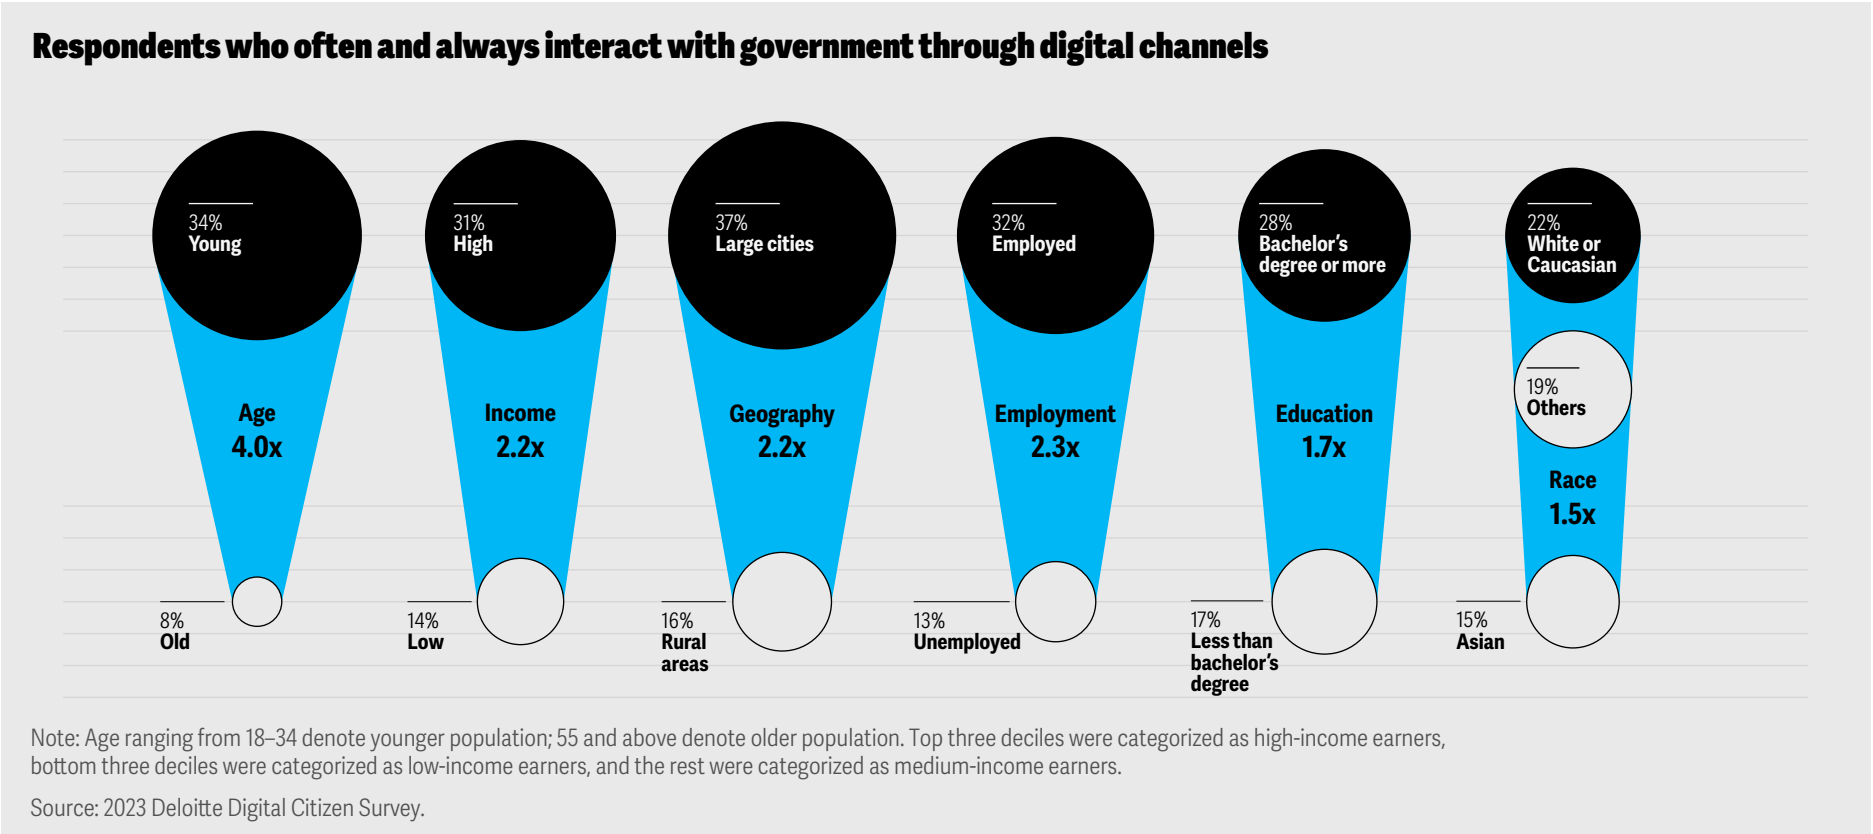 Respondents who often and always interact with government through digital channels
34%
Young
31%
High
37%
Large cities
32%
Employed
28%
Bachelor's
degree or more
22%
White or
Caucasian
19%
Others
Age
4.0x
Income
2.2x
Geography
2.2x
Employment
2.3x
Education
1.7x
Race
1.5x
8%
Old
14%
Low
16%
Rural
areas
13%
Unemployed
17%
Less than
bachelor's
degree
15%
Asian
Note: Age ranging from 18–34 denote younger population; 55 and above denote older population. Top three deciles were categorized as high-income earners,
bottom three deciles were categorized as low-income earners, and the rest were categorized as medium-income earners.
Source: 2023 Deloitte Digital Citizen Survey.